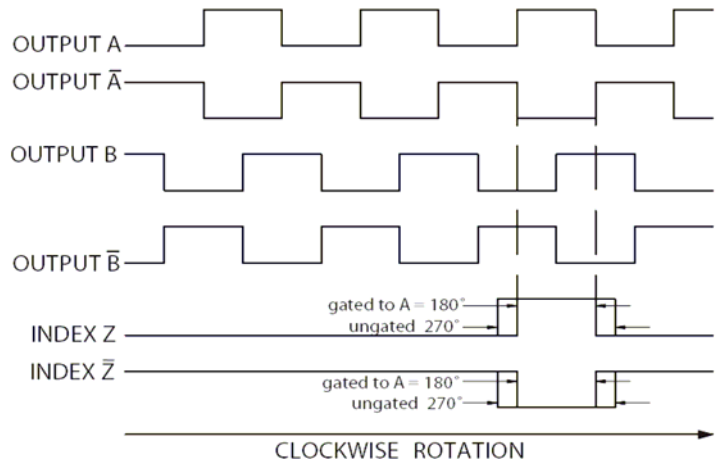 OUTPUT A
OUTPUT A̅
OUTPUT B
OUTPUT B̅
gated to A = 180°
ungated 270°
INDEX Z
INDEX Z̅
gated to A = 180°
ungated 270°
CLOCKWISE ROTATION